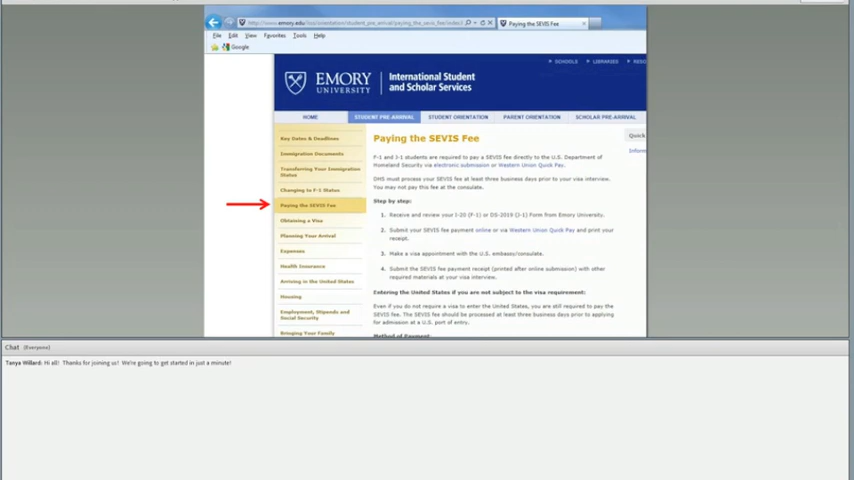 Paying the SEVIS Fee
File Edit View Favorites Tools Help
Google
SCHOOLS LIBRARIES
EMORY UNIVERSITY
International Student
and Scholar Services
HOME STUDENT PRE-ARRIVAL STUDENT ORIENTATION PARENT ORIENTATION SCHOLAR PRE-ARRIVAL
Key Dates & Deadlines
Immigration Documents
Transferring Your Immigration
Status
Changing to F-1 Status
Paying the SEVIS Fee
Obtaining a Visa
Planning Your Arrival
Expenses
Health Insurance
Arriving in the United States
Housing
Employment, Stipends and
Social Security
Bringing Your Family
Paying the SEVIS Fee
F-1 and J-1 students are required to pay a SEVIS fee directly to the U.S. Department of
Homeland Security via electronic submission or Western Union Quick Pay.
DHS must process your SEVIS fee at least three business days prior to your visa interview.
You may not pay this fee at the consulate.
Step by step:
1. Receive and review your I-20 (F-1) or DS-2019 (J-1) Form from Emory University.
2. Submit your SEVIS fee payment online or via Western Union Quick Pay and print your
receipt.
3. Make a visa appointment with the U.S. embassy/consulate.
4. Submit the SEVIS fee payment receipt (printed after online submission) with other
required materials at your visa interview.
Entering the United States if you are not subject to the visa requirement:
Even if you do not require a visa to enter the United States, you are still required to pay the
SEVIS fee. The SEVIS fee should be processed at least three business days prior to applying
for admission at a U.S. port of entry.
Method of Payment:
Quick
Chat (Everyone)
Tanya Willard: Hi all! Thanks for joining us! We're going to get started in just a minute!